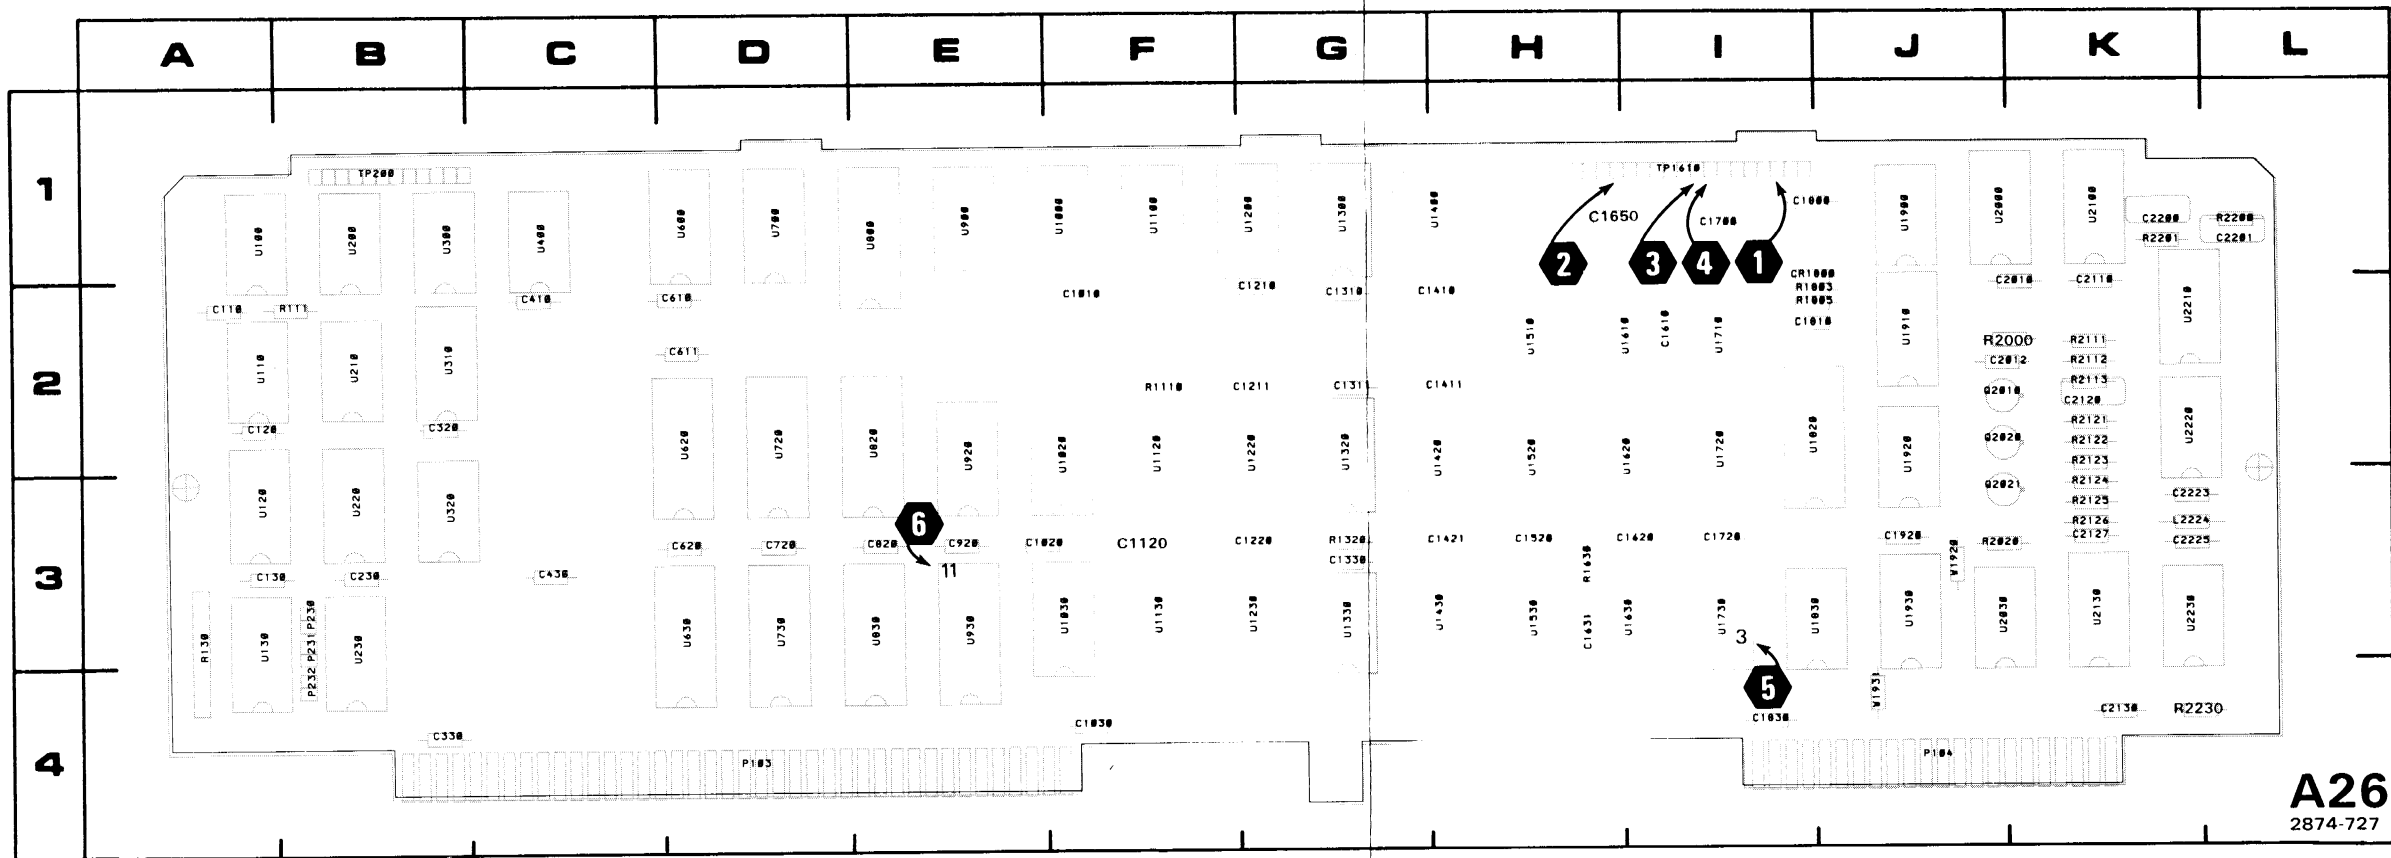 A B C D E F G H I J K L
1
TP200 TP1610
U100 U200 U300 U400 U600 U700 U800 U900 U1000 U1100 U1200 U1300 U1400 C1650 C1700 C1800 U1900 U2000 U2100 C2200 R2200
R2201 C2201
2 3 4 1
CR1800
C110 R111 C410 C610 C1010 C1210 C1310 C1410 R1803 C2010 C2110
R1805
U110 U210 U310 C611 U1510 U1610 C1610 U1710 C1810 U1910 U2210
2
R2000 R2111
C2012 R2112
R1110 C1211 C1311 C1411 Q2010 R2113
C2120
C120 C320 R2121
U620 U720 U820 U920 U1020 U1120 U1220 U1320 U1420 U1520 U1620 U1720 U1820 U1920 Q2020 R2122 U2220
R2123
Q2021 R2124
U120 U220 U320 R2125 C2223
6 R2126 L2224
C620 C720 C820 C920 C1020 C1120 C1220 R1320 C1421 C1520 C1620 C1720 C1920 R2020 C2127 C2225
3
C130 C230 C430 11 C1330 R1630 W1920
R130 U130 P230 P231 P232 U230 U630 U730 U830 U930 U1030 U1130 U1230 U1330 U1430 U1530 C1631 U1630 U1730 U1830 U1930 U2030 U2130 U2230
3
5
C330 C1030 C1830 W1931 C2130 R2230
4
P103 P104
A26
2874-727